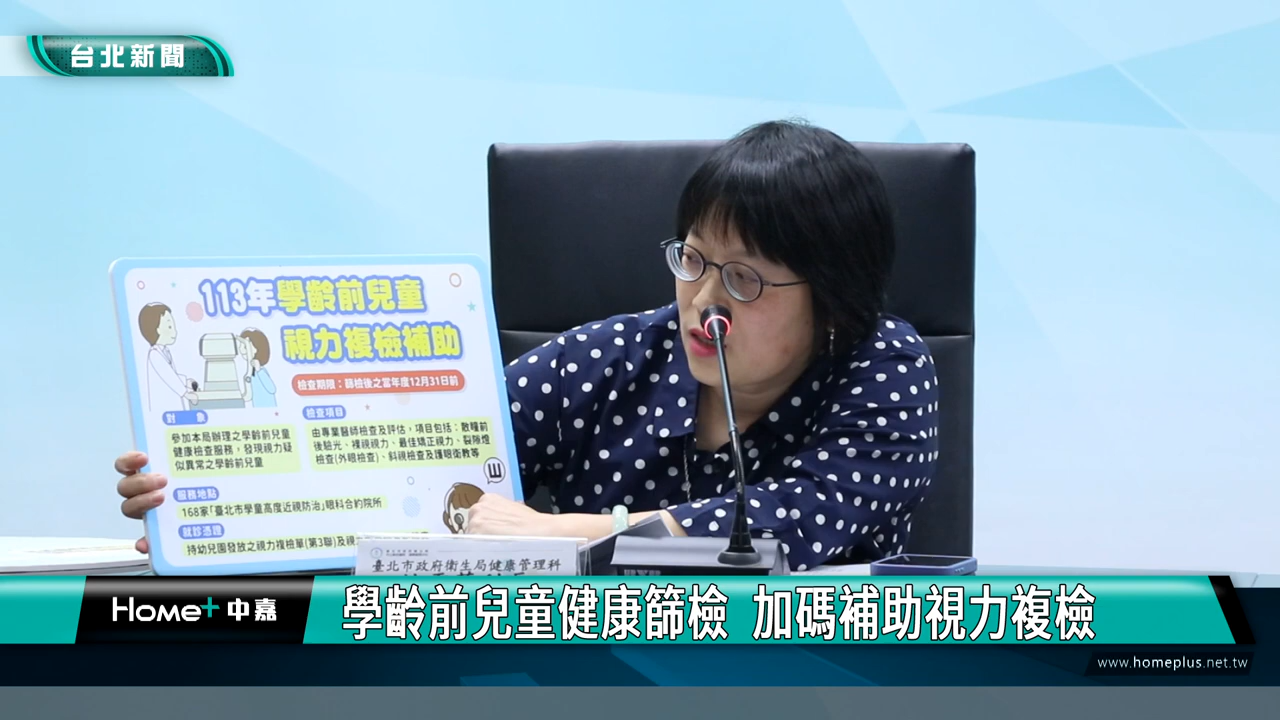 台北新聞
113年學齡前兒童
視力複檢補助
檢查期限：篩檢後之當年度12月31日前
對 象
參加本局辦理之學齡前兒童
健康檢查服務，發現視力疑
似異常之學齡前兒童
檢查項目
由專業醫師檢查及評估，項目包括：散瞳前
後驗光、裸視視力、最佳矯正視力、裂隙燈
檢查(外眼檢查)、斜視檢查及護眼衛教等
服務地點
168家「臺北市學童高度近視防治」眼科合約院所
就診憑證
持幼兒園發放之視力複檢單(第3聯)及視
臺北市政府衛生局健康管理科
Home+中嘉
學齡前兒童健康篩檢 加碼補助視力複檢
www.homeplus.net.tw